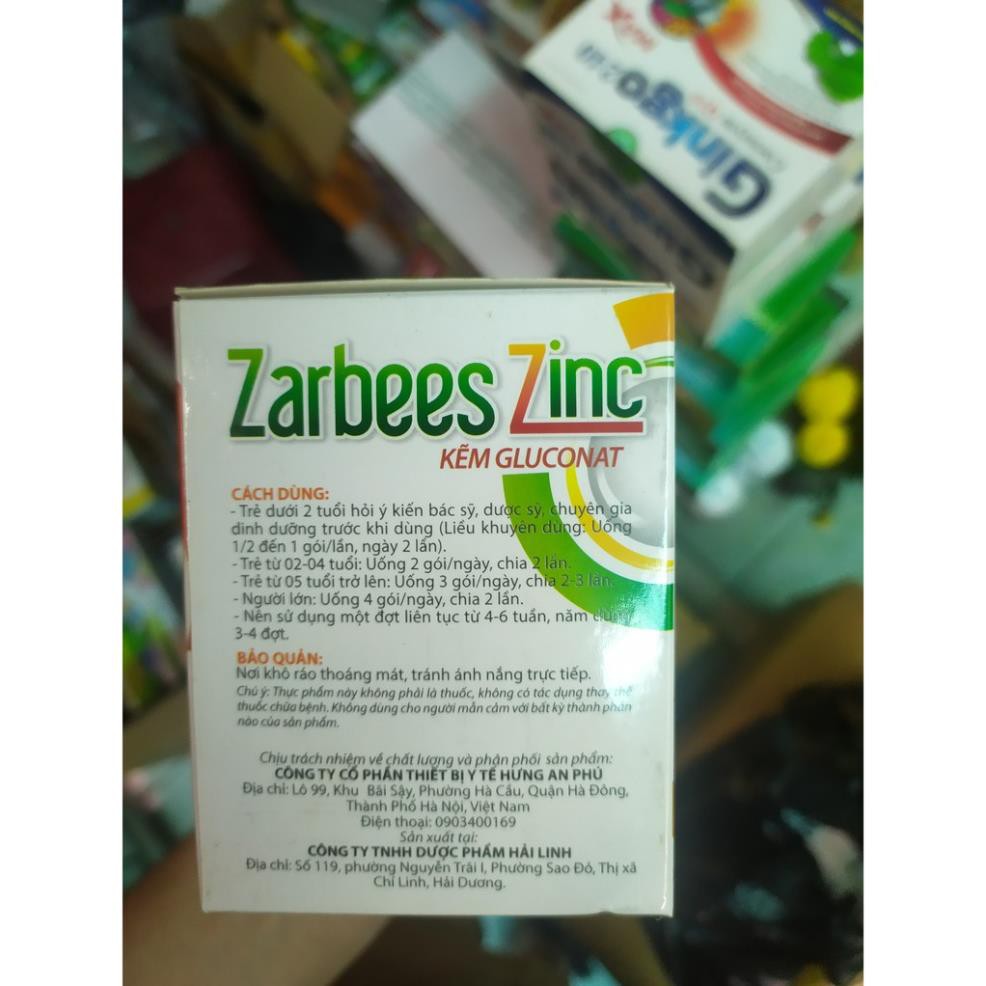 Ginkgo
Zarbees Zinc
KẼM GLUCONAT
CÁCH DÙNG:
- Trẻ dưới 2 tuổi hỏi ý kiến bác sỹ, dược sỹ, chuyên gia
dinh dưỡng trước khi dùng (Liều khuyên dùng: Uống
1/2 đến 1 gói/lần, ngày 2 lần).
- Trẻ từ 02-04 tuổi: Uống 2 gói/ngày, chia 2 lần.
- Trẻ từ 05 tuổi trở lên: Uống 3 gói/ngày, chia 2-3 lần.
- Người lớn: Uống 4 gói/ngày, chia 2 lần.
- Nên sử dụng một đợt liên tục từ 4-6 tuần, năm dùng
3-4 đợt.
BẢO QUẢN:
Nơi khô ráo thoáng mát, tránh ánh nắng trực tiếp.
Chú ý: Thực phẩm này không phải là thuốc, không có tác dụng thay thế
thuốc chữa bệnh. Không dùng cho người mẫn cảm với bất kỳ thành phần
nào của sản phẩm.
Chịu trách nhiệm về chất lượng và phân phối sản phẩm:
CÔNG TY CỔ PHẦN THIẾT BỊ Y TẾ HƯNG AN PHÚ
Địa chỉ: Lô 99, Khu Bãi Sậy, Phường Hà Cầu, Quận Hà Đông,
Thành Phố Hà Nội, Việt Nam
Điện thoại: 0903400169
Sản xuất tại:
CÔNG TY TNHH DƯỢC PHẨM HẢI LINH
Địa chỉ: Số 119, phường Nguyễn Trãi I, Phường Sao Đỏ, Thị xã
Chí Linh, Hải Dương.